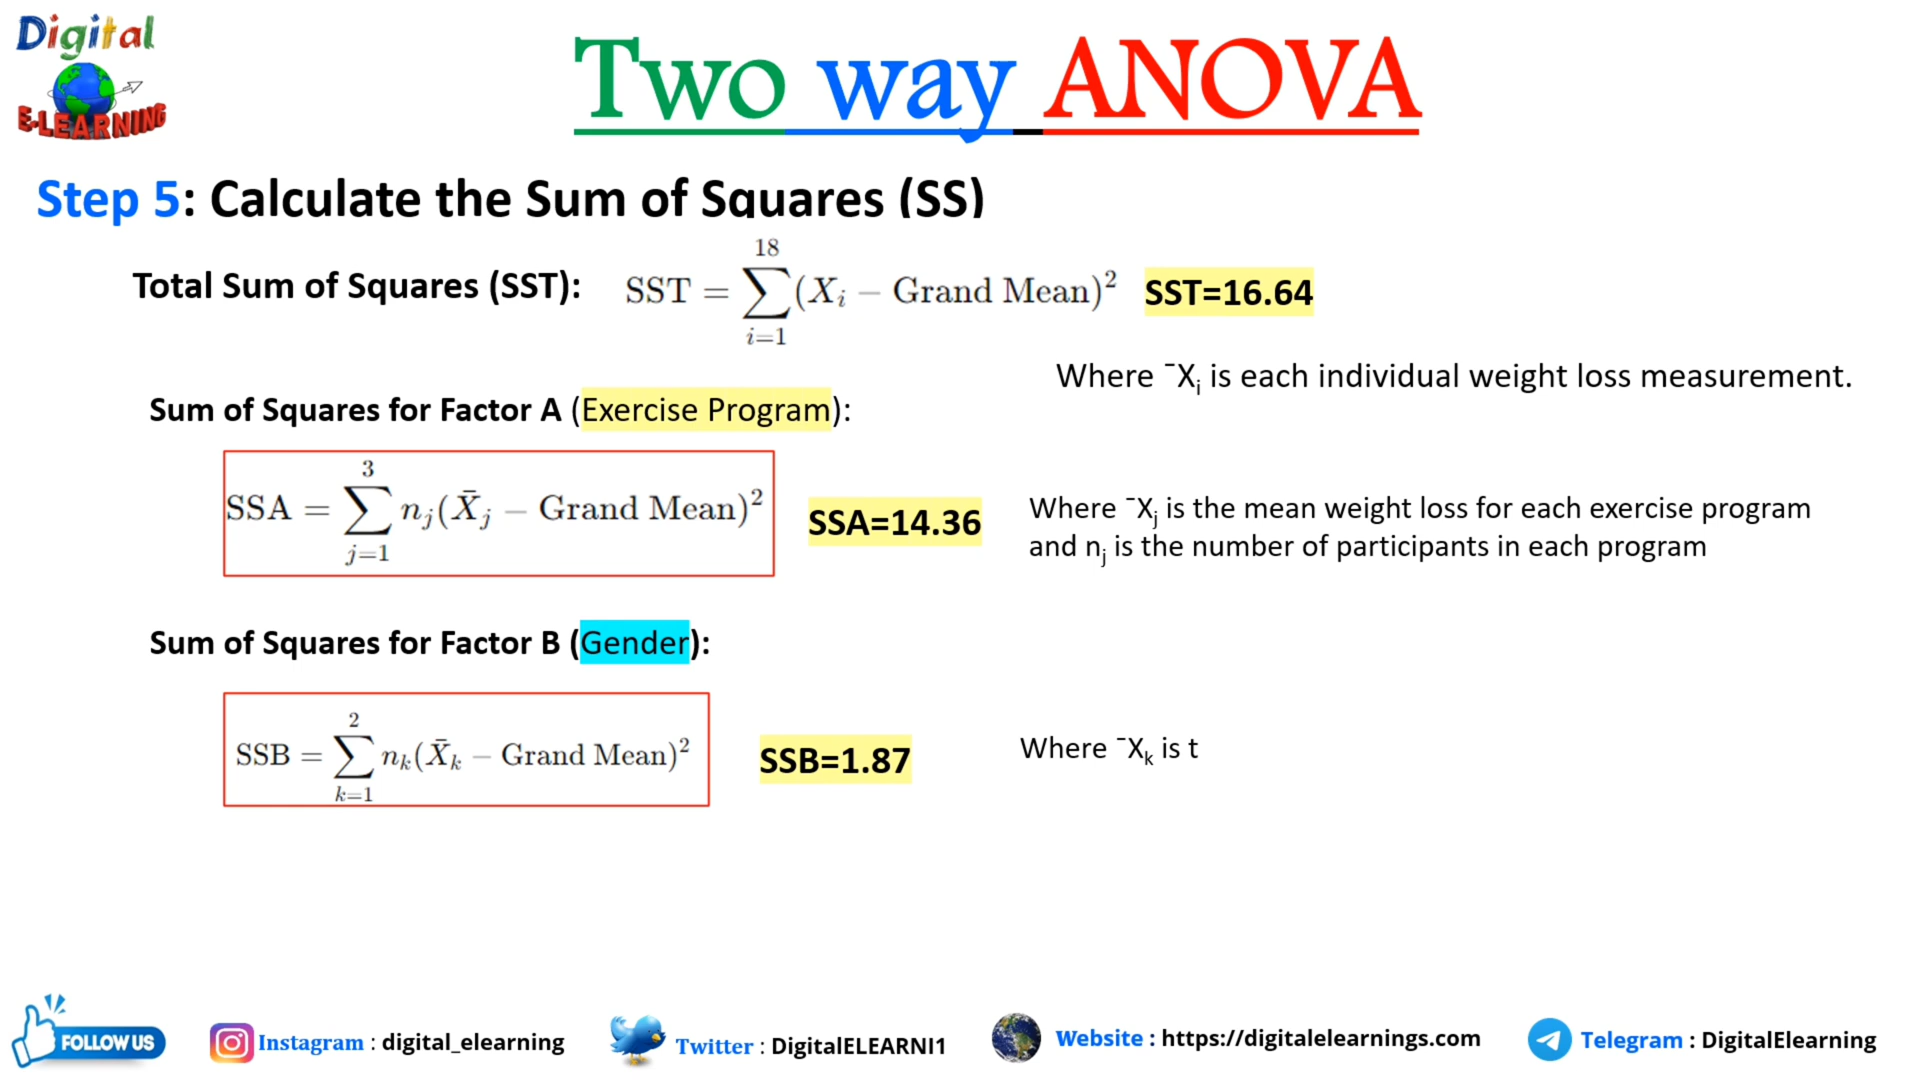 Digital
E-LEARNING
Two way ANOVA
Step 5: Calculate the Sum of Squares (SS)
Total Sum of Squares (SST): SST = \sum_{i=1}^{18} (X_i − Grand Mean)^2 SST=16.64
Where ¯X_i is each individual weight loss measurement.
Sum of Squares for Factor A (Exercise Program):
SSA = \sum_{j=1}^{3} n_j(X̄_j − Grand Mean)^2 SSA=14.36
Where ¯X_j is the mean weight loss for each exercise program
and n_j is the number of participants in each program
Sum of Squares for Factor B (Gender):
SSB = \sum_{k=1}^{2} n_k(X̄_k − Grand Mean)^2 SSB=1.87
Where ¯X_k is t
FOLLOW US
Instagram : digital_elearning
Twitter : DigitalELEARNI1
Website : https://digitalelearnings.com
Telegram : DigitalElearning